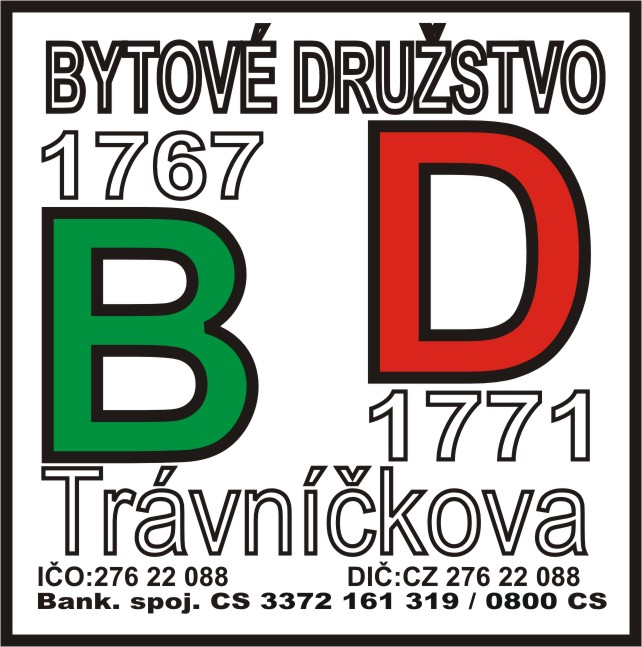 BYTOVÉ DRUŽSTVO
1767
B D
1771
Trávníčkova
IČO:276 22 088 DIČ:CZ 276 22 088
Bank. spoj. CS 3372 161 319 / 0800 CS